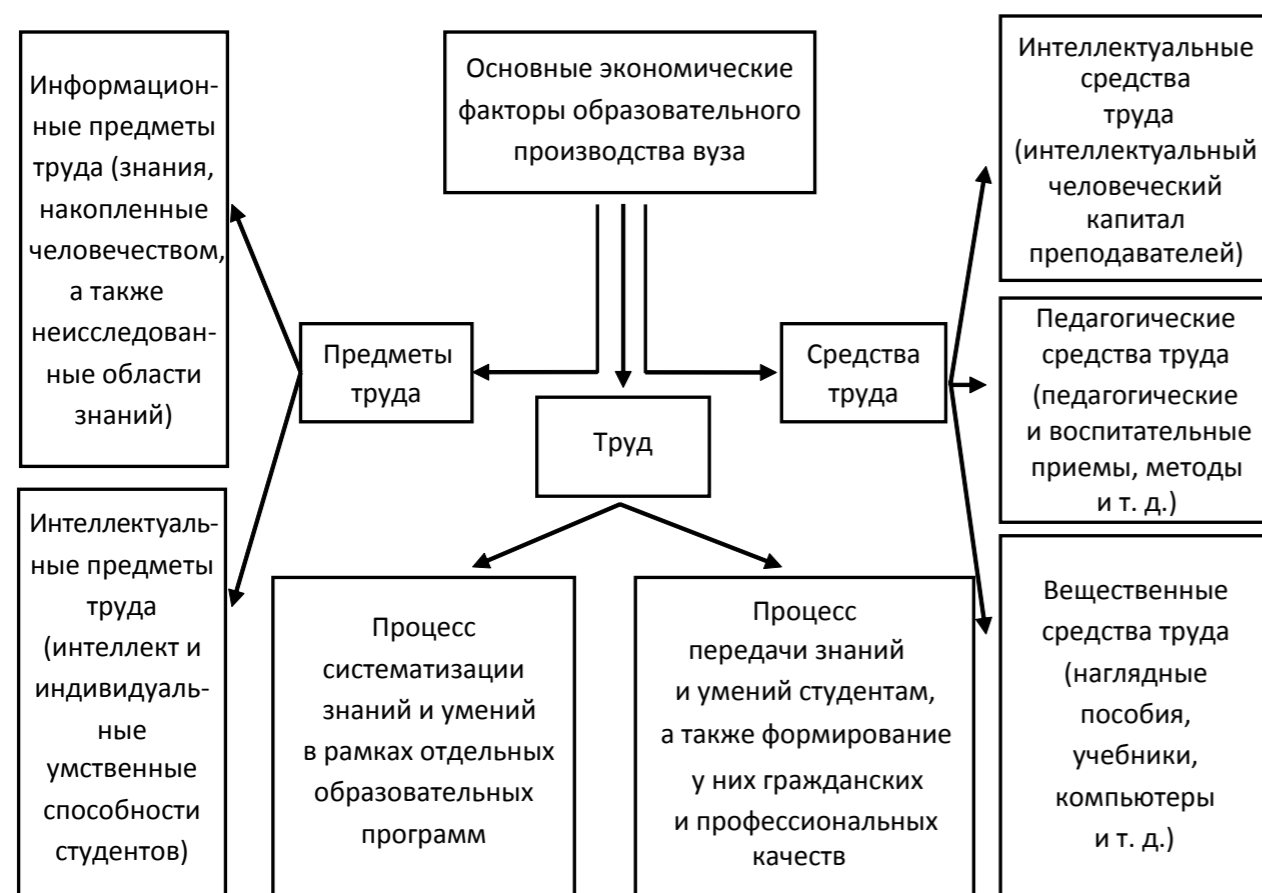 Основные экономические
факторы образовательного
производства вуза
Информацион-
ные предметы
труда (знания,
накопленные
человечеством,
а также
неисследован-
ные области
знаний)
Интеллектуаль-
ные предметы
труда
(интеллект и
индивидуаль-
ные
умственные
способности
студентов)
Предметы
труда
Труд
Процесс
систематизации
знаний и умений
в рамках отдельных
образовательных
программ
Процесс
передачи знаний
и умений студентам,
а также формирование
у них гражданских
и профессиональных
качеств
Средства
труда
Интеллектуальные
средства
труда
(интеллектуальный
человеческий
капитал
преподавателей)
Педагогические
средства труда
(педагогические
и воспитательные
приемы, методы
и т. д.)
Вещественные
средства труда
(наглядные
пособия,
учебники,
компьютеры
и т. д.)